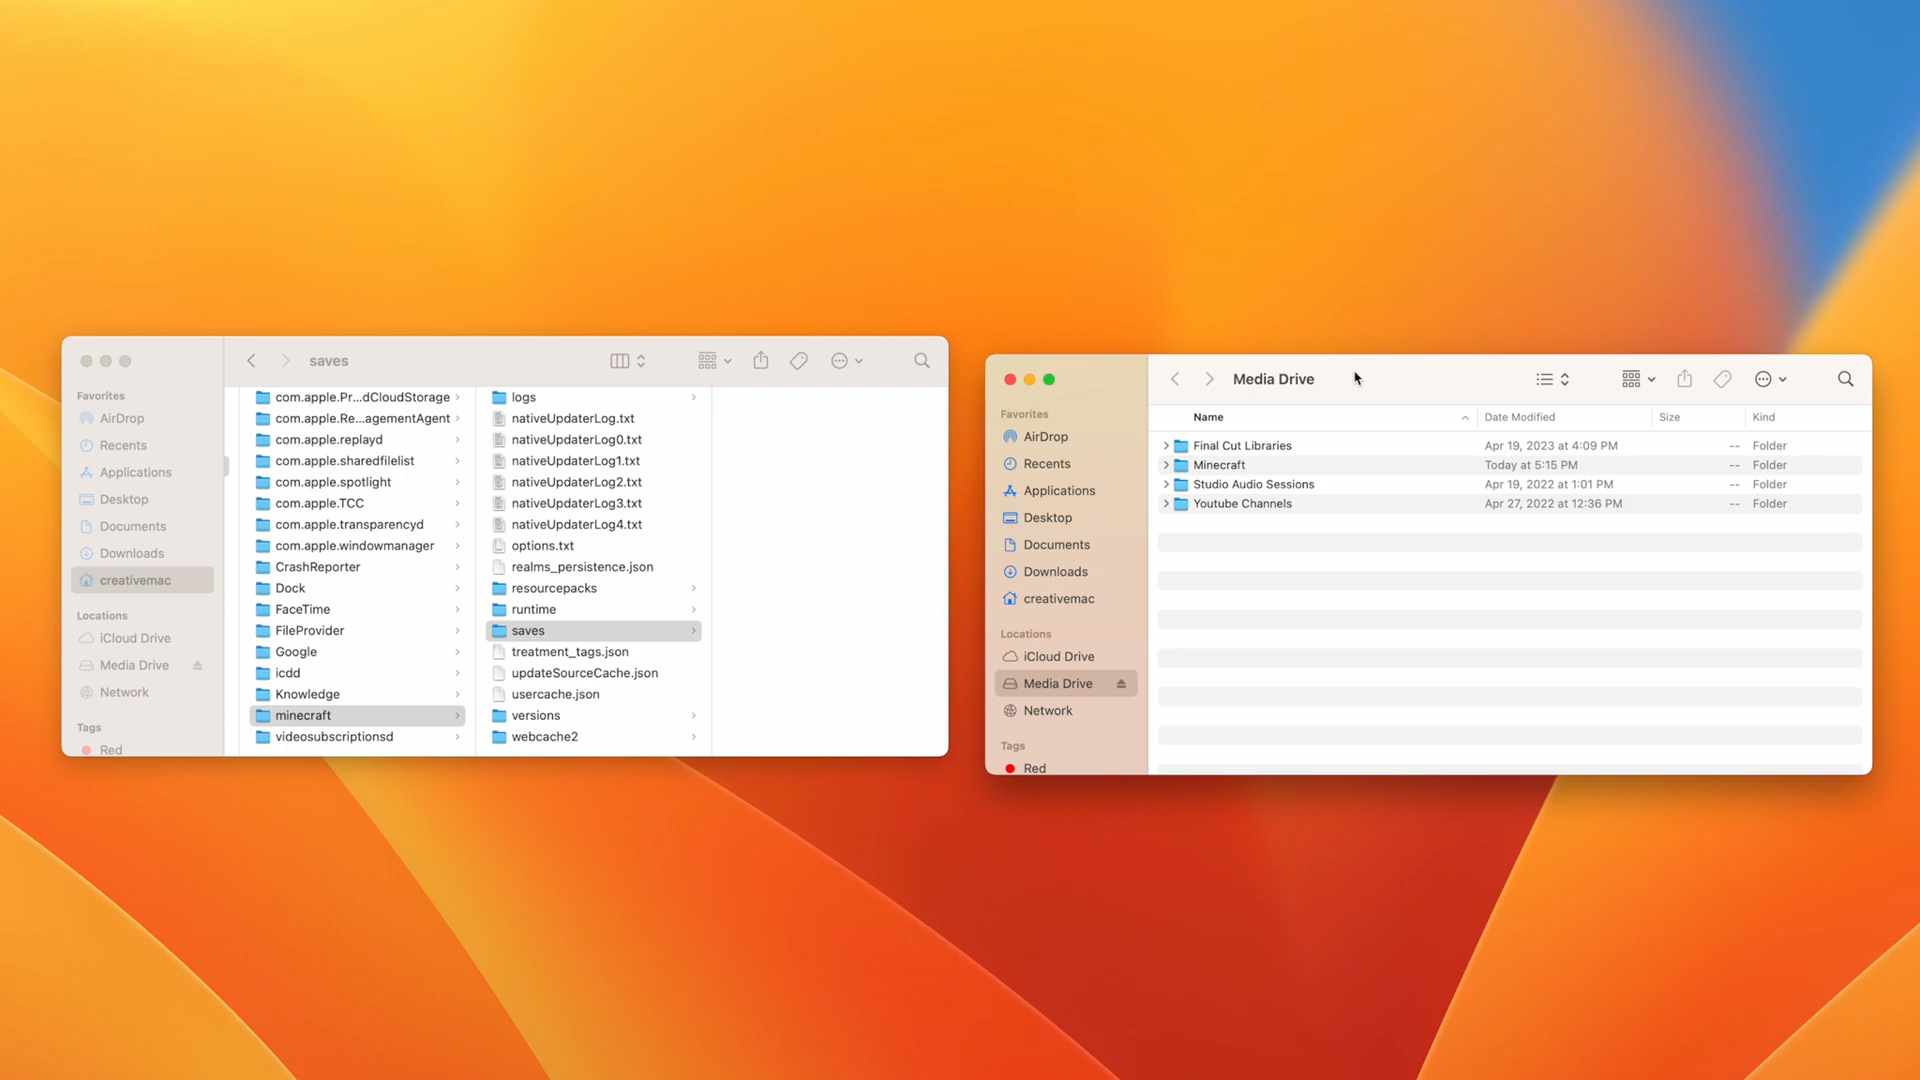 saves
Favorites
AirDrop
Recents
Applications
Desktop
Documents
Downloads
creativemac
Locations
iCloud Drive
Media Drive
Network
Tags
Red
com.apple.Pr...dCloudStorage
com.apple.Re...agementAgent
com.apple.replayd
com.apple.sharedfilelist
com.apple.spotlight
com.apple.TCC
com.apple.transparencyd
com.apple.windowmanager
CrashReporter
Dock
FaceTime
FileProvider
Google
icdd
Knowledge
minecraft
videosubscriptionsd
logs
nativeUpdaterLog.txt
nativeUpdaterLog0.txt
nativeUpdaterLog1.txt
nativeUpdaterLog2.txt
nativeUpdaterLog3.txt
nativeUpdaterLog4.txt
options.txt
realms_persistence.json
resourcepacks
runtime
saves
treatment_tags.json
updateSourceCache.json
usercache.json
versions
webcache2
Media Drive
Favorites
AirDrop
Recents
Applications
Desktop
Documents
Downloads
creativemac
Locations
iCloud Drive
Media Drive
Network
Tags
Red
Name Date Modified Size Kind
Final Cut Libraries Apr 19, 2023 at 4:09 PM -- Folder
Minecraft Today at 5:15 PM -- Folder
Studio Audio Sessions Apr 19, 2022 at 1:01 PM -- Folder
Youtube Channels Apr 27, 2022 at 12:36 PM -- Folder